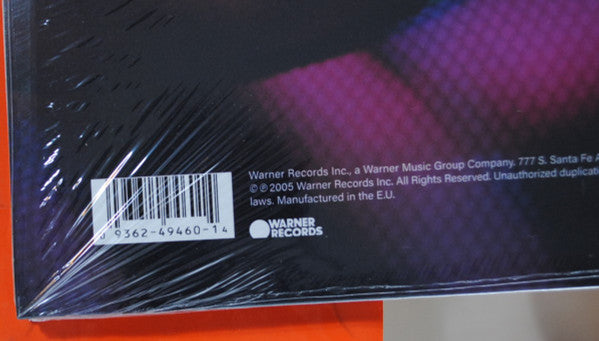 Warner Records Inc., a Warner Music Group Company. 777 S. Santa Fe A
© ℗ 2005 Warner Records Inc. All Rights Reserved. Unauthorized duplicatio
laws. Manufactured in the E.U.
9362-49460-14
WARNER
RECORDS